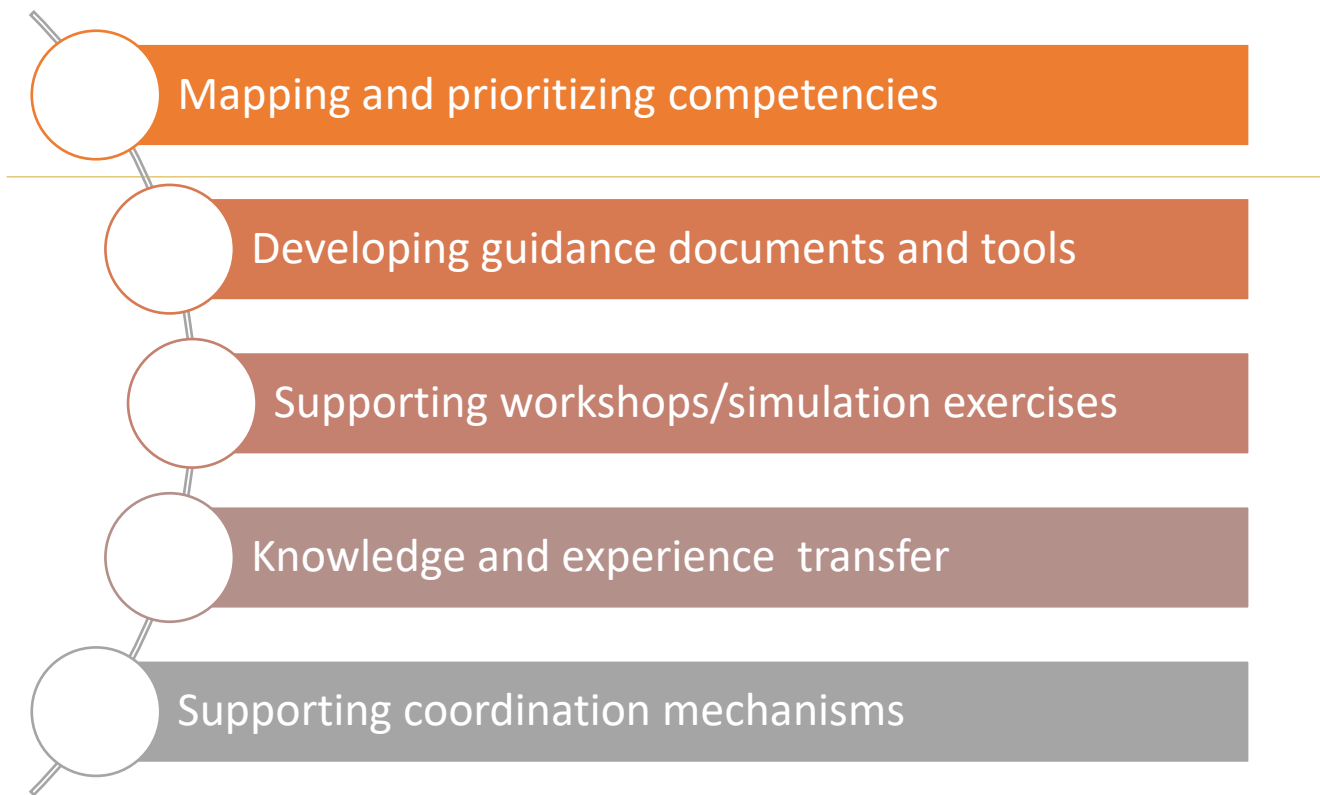 Mapping and prioritizing competencies
Developing guidance documents and tools
Supporting workshops/simulation exercises
Knowledge and experience  transfer
Supporting coordination mechanisms